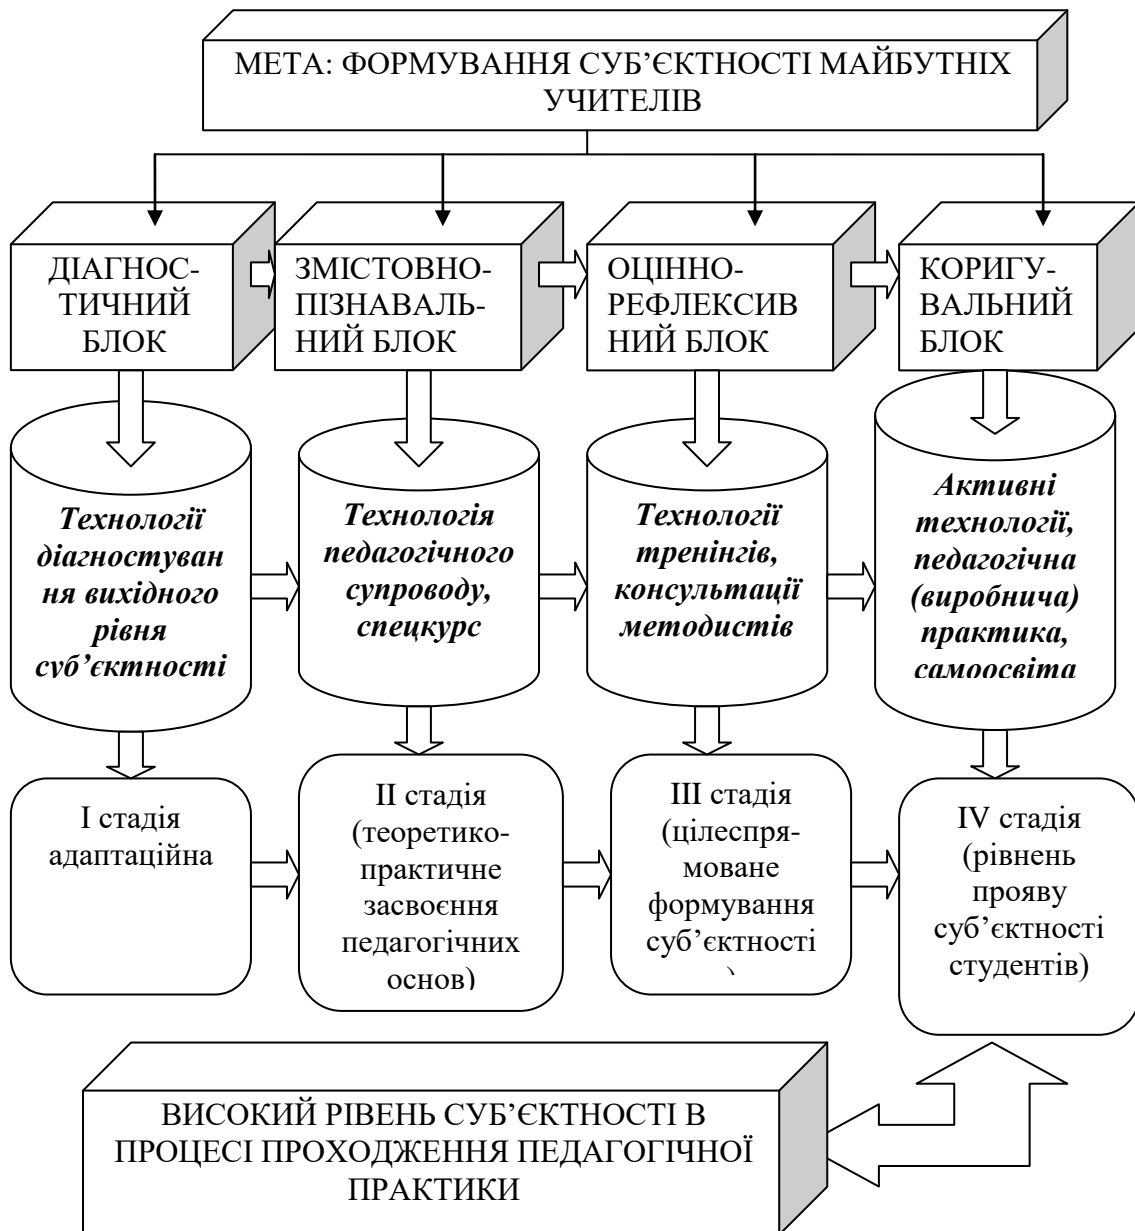 МЕТА: ФОРМУВАННЯ СУБ’ЄКТНОСТІ МАЙБУТНІХ
УЧИТЕЛІВ
ДІАГНОС-
ТИЧНИЙ
БЛОК
ЗМІСТОВНО-
ПІЗНАВАЛЬ-
НИЙ БЛОК
ОЦІННО-
РЕФЛЕКСИВ
НИЙ БЛОК
КОРИГУ-
ВАЛЬНИЙ
БЛОК
Технології
діагностуван
ня вихідного
рівня
суб’єктності
Технологія
педагогічного
супроводу,
спецкурс
Технології
тренінгів,
консультації
методистів
Активні
технології,
педагогічна
(виробнича)
практика,
самоосвіта
І стадія
адаптаційна
ІІ стадія
(теоретико-
практичне
засвоєння
педагогічних
основ)
ІІІ стадія
(цілеспря-
моване
формування
суб’єктності
)
ІV стадія
(рівнень
прояву
суб’єктності
студентів)
ВИСОКИЙ РІВЕНЬ СУБ’ЄКТНОСТІ В
ПРОЦЕСІ ПРОХОДЖЕННЯ ПЕДАГОГІЧНОЇ
ПРАКТИКИ